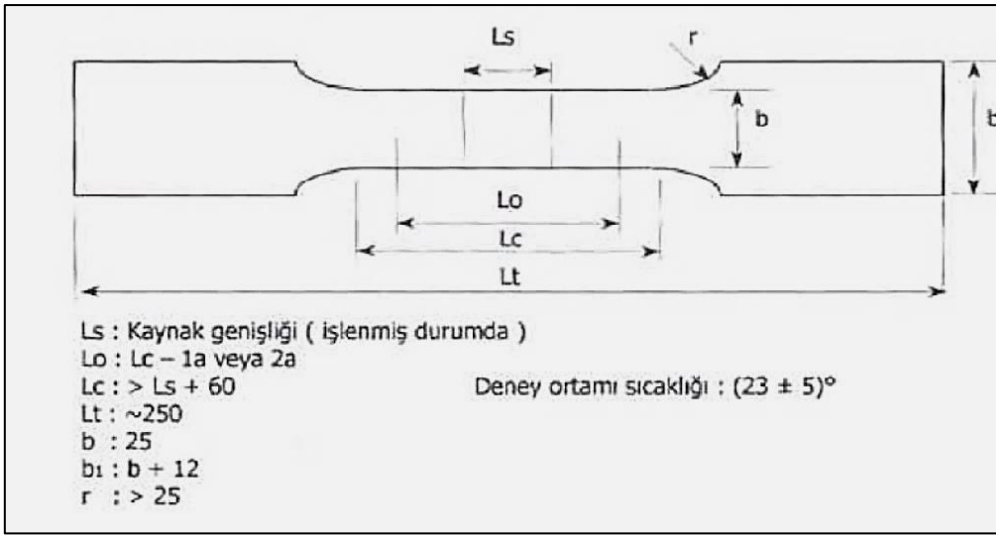 Ls
r
b
b
Lo
Lc
Lt
Ls : Kaynak genişliği ( işlenmiş durumda )
Lo : Lc – 1a veya 2a
Lc : > Ls + 60
Deney ortamı sıcaklığı : (23 ± 5)°
Lt : ~250
b : 25
b1 : b + 12
r : > 25